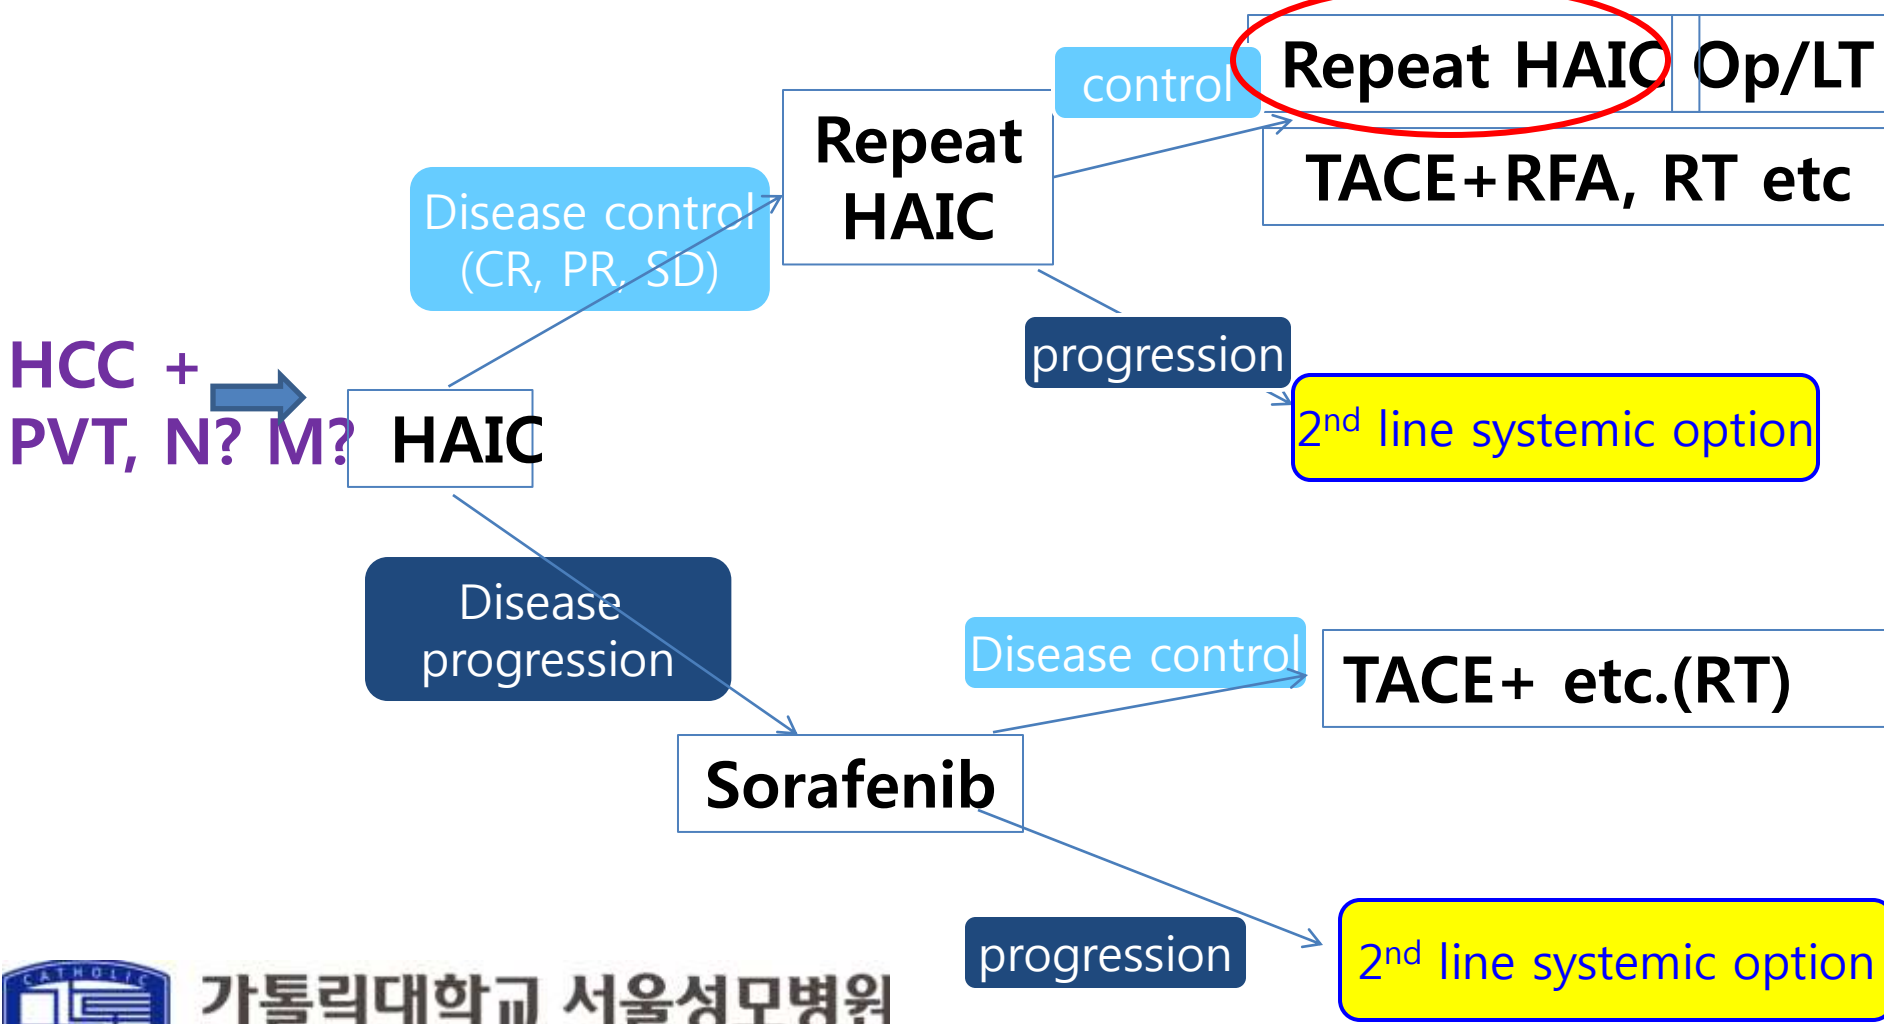 control
Repeat HAIC
Op/LT
TACE+RFA, RT etc
Repeat
HAIC
Disease control
(CR, PR, SD)
progression
2nd line systemic option
HCC +
PVT, N? M?
HAIC
Disease
progression
Disease control
TACE+ etc.(RT)
Sorafenib
progression
2nd line systemic option
CATHOLIC
가톨릭대학교 서울성모병원